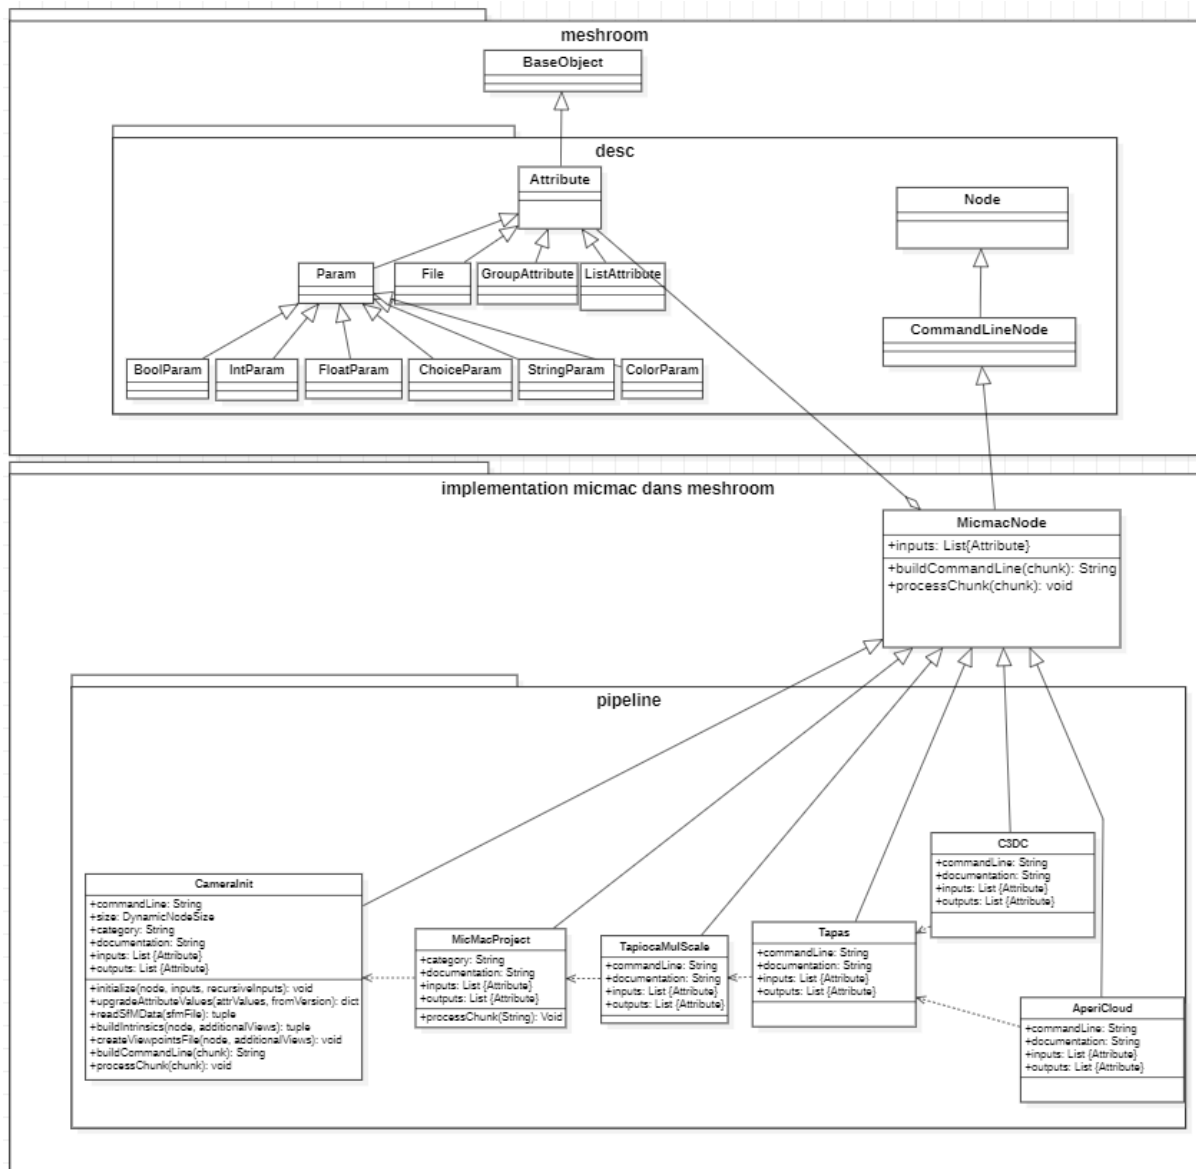 meshroom
BaseObject
desc
Attribute
Node
Param
File
GroupAttribute
ListAttribute
CommandLineNode
BoolParam
IntParam
FloatParam
ChoiceParam
StringParam
ColorParam
implementation micmac dans meshroom
MicmacNode
+inputs: List{Attribute}
+buildCommandLine(chunk): String
+processChunk(chunk): void
pipeline
CameraInit
+commandLine: String
+size: DynamicNodeSize
+category: String
+documentation: String
+inputs: List {Attribute}
+outputs: List {Attribute}
+initialize(node, inputs, recursiveInputs): void
+upgradeAttributeValues(attrValues, fromVersion): dict
+readSfMData(sfmFile): tuple
+buildIntrinsics(node, additionalViews): tuple
+createViewpointsFile(node, additionalViews): void
+buildCommandLine(chunk): String
+processChunk(chunk): void
MicMacProject
+category: String
+documentation: String
+inputs: List {Attribute}
+outputs: List {Attribute}
+processChunk(String): Void
TapiocaMulScale
+commandLine: String
+documentation: String
+inputs: List {Attribute}
+outputs: List {Attribute}
Tapas
+commandLine: String
+documentation: String
+inputs: List {Attribute}
+outputs: List {Attribute}
C3DC
+commandLine: String
+documentation: String
+inputs: List {Attribute}
+outputs: List {Attribute}
AperiCloud
+commandLine: String
+documentation: String
+inputs: List {Attribute}
+outputs: List {Attribute}